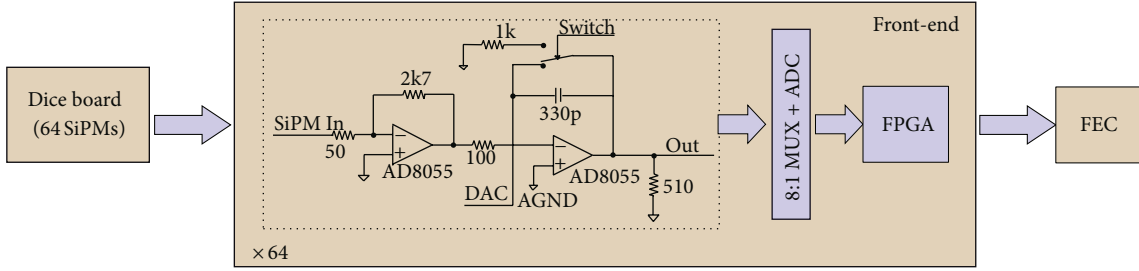 Dice board
(64 SiPMs)
Front-end
1k
Switch
2k7
330p
SiPM In
50
−
+
AD8055
100
−
+
AD8055
Out
510
DAC
AGND
× 64
8:1 MUX + ADC
FPGA
FEC